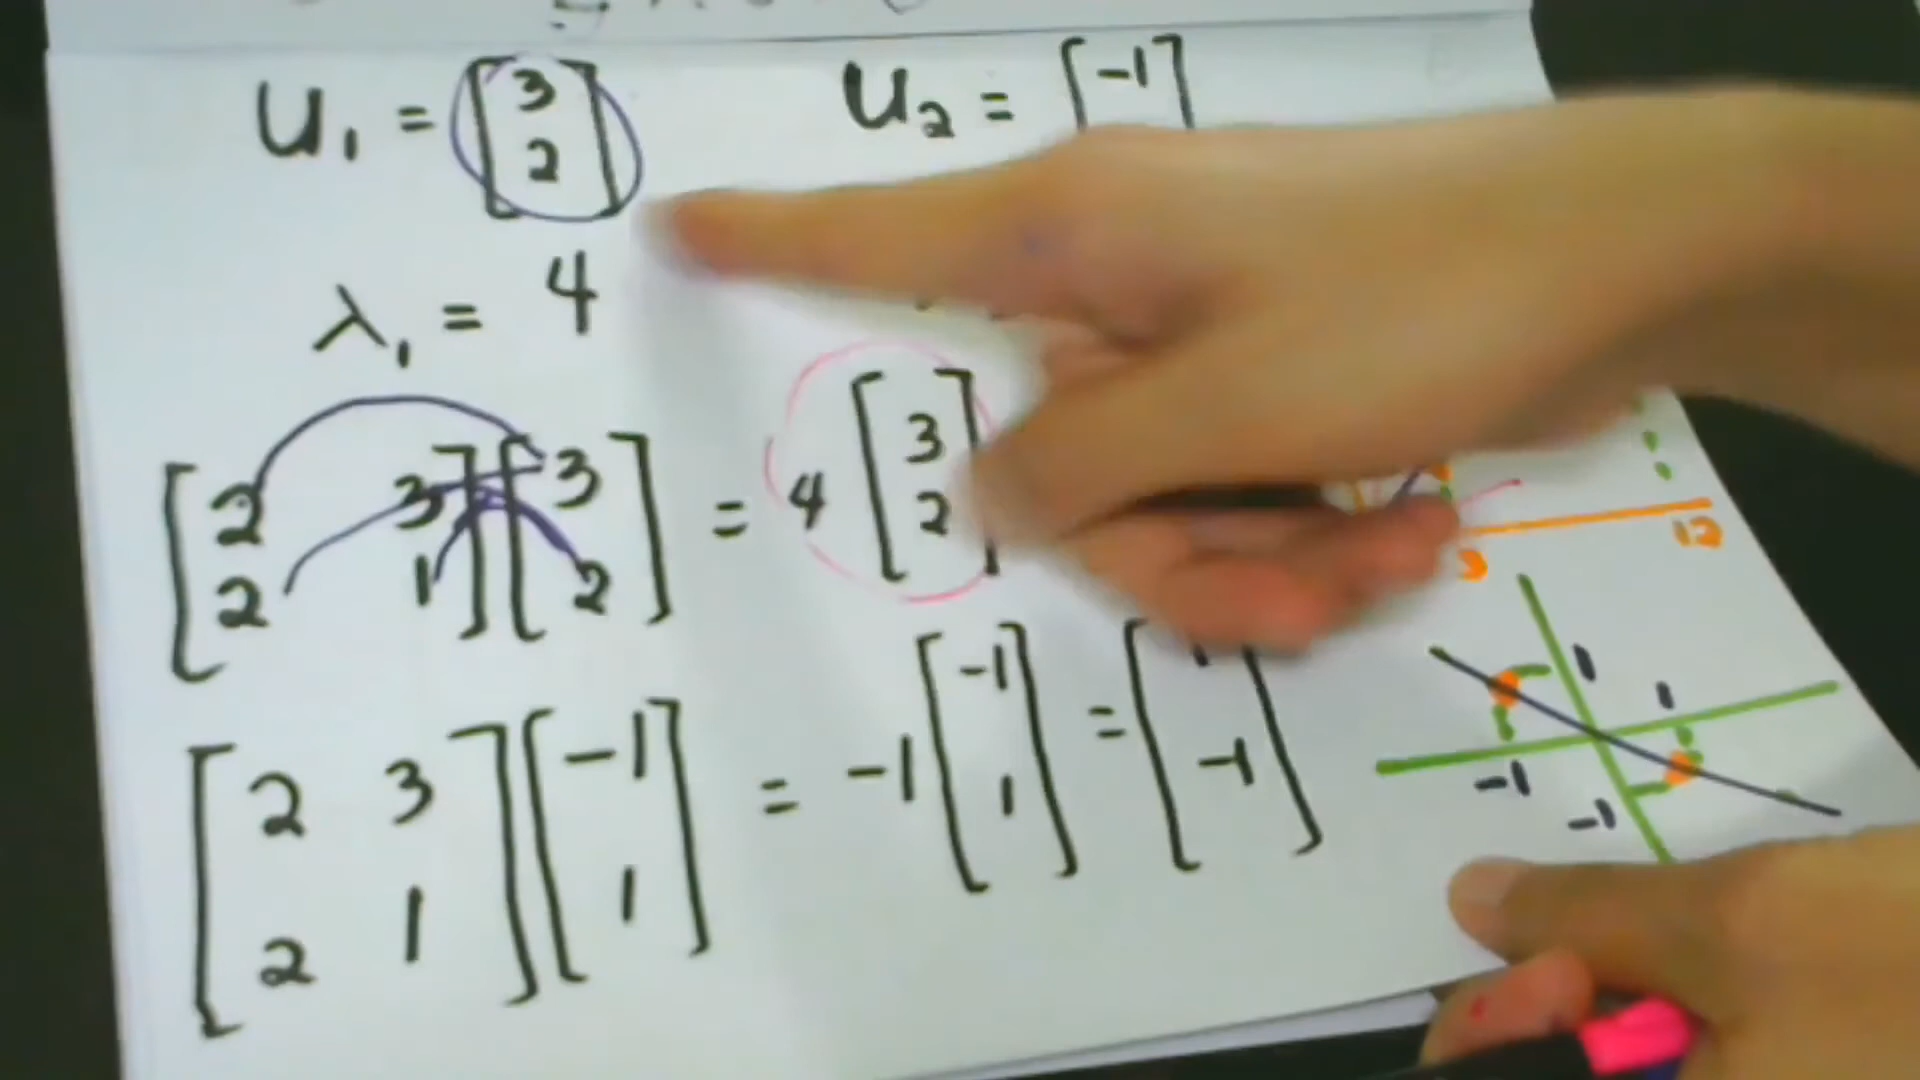 U₁ = [3 2]
U₂ = [-1
λ₁ = 4
[2 3 2 1] [3 2] = 4 [3 2]
3 12
[2 3 2 1] [-1 1] = -1 [-1 1] = [ -1]
1 1
-1 -1